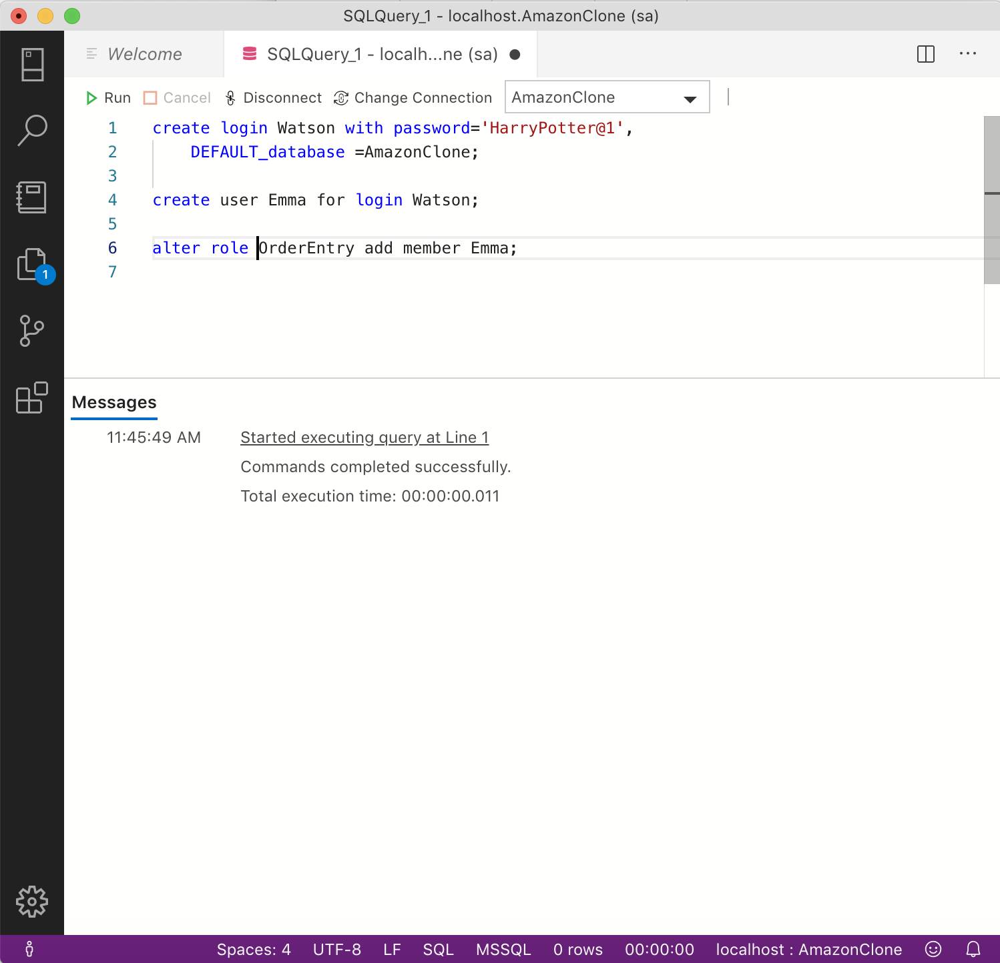 SQLQuery_1 - localhost.AmazonClone (sa)
Welcome
SQLQuery_1 - localh...ne (sa)
Run Cancel Disconnect Change Connection AmazonClone
1 create login Watson with password='HarryPotter@1',
2 DEFAULT_database =AmazonClone;
3
4 create user Emma for login Watson;
5
6 alter role OrderEntry add member Emma;
7
1
Messages
11:45:49 AM Started executing query at Line 1
Commands completed successfully.
Total execution time: 00:00:00.011
Spaces: 4 UTF-8 LF SQL MSSQL 0 rows 00:00:00 localhost : AmazonClone